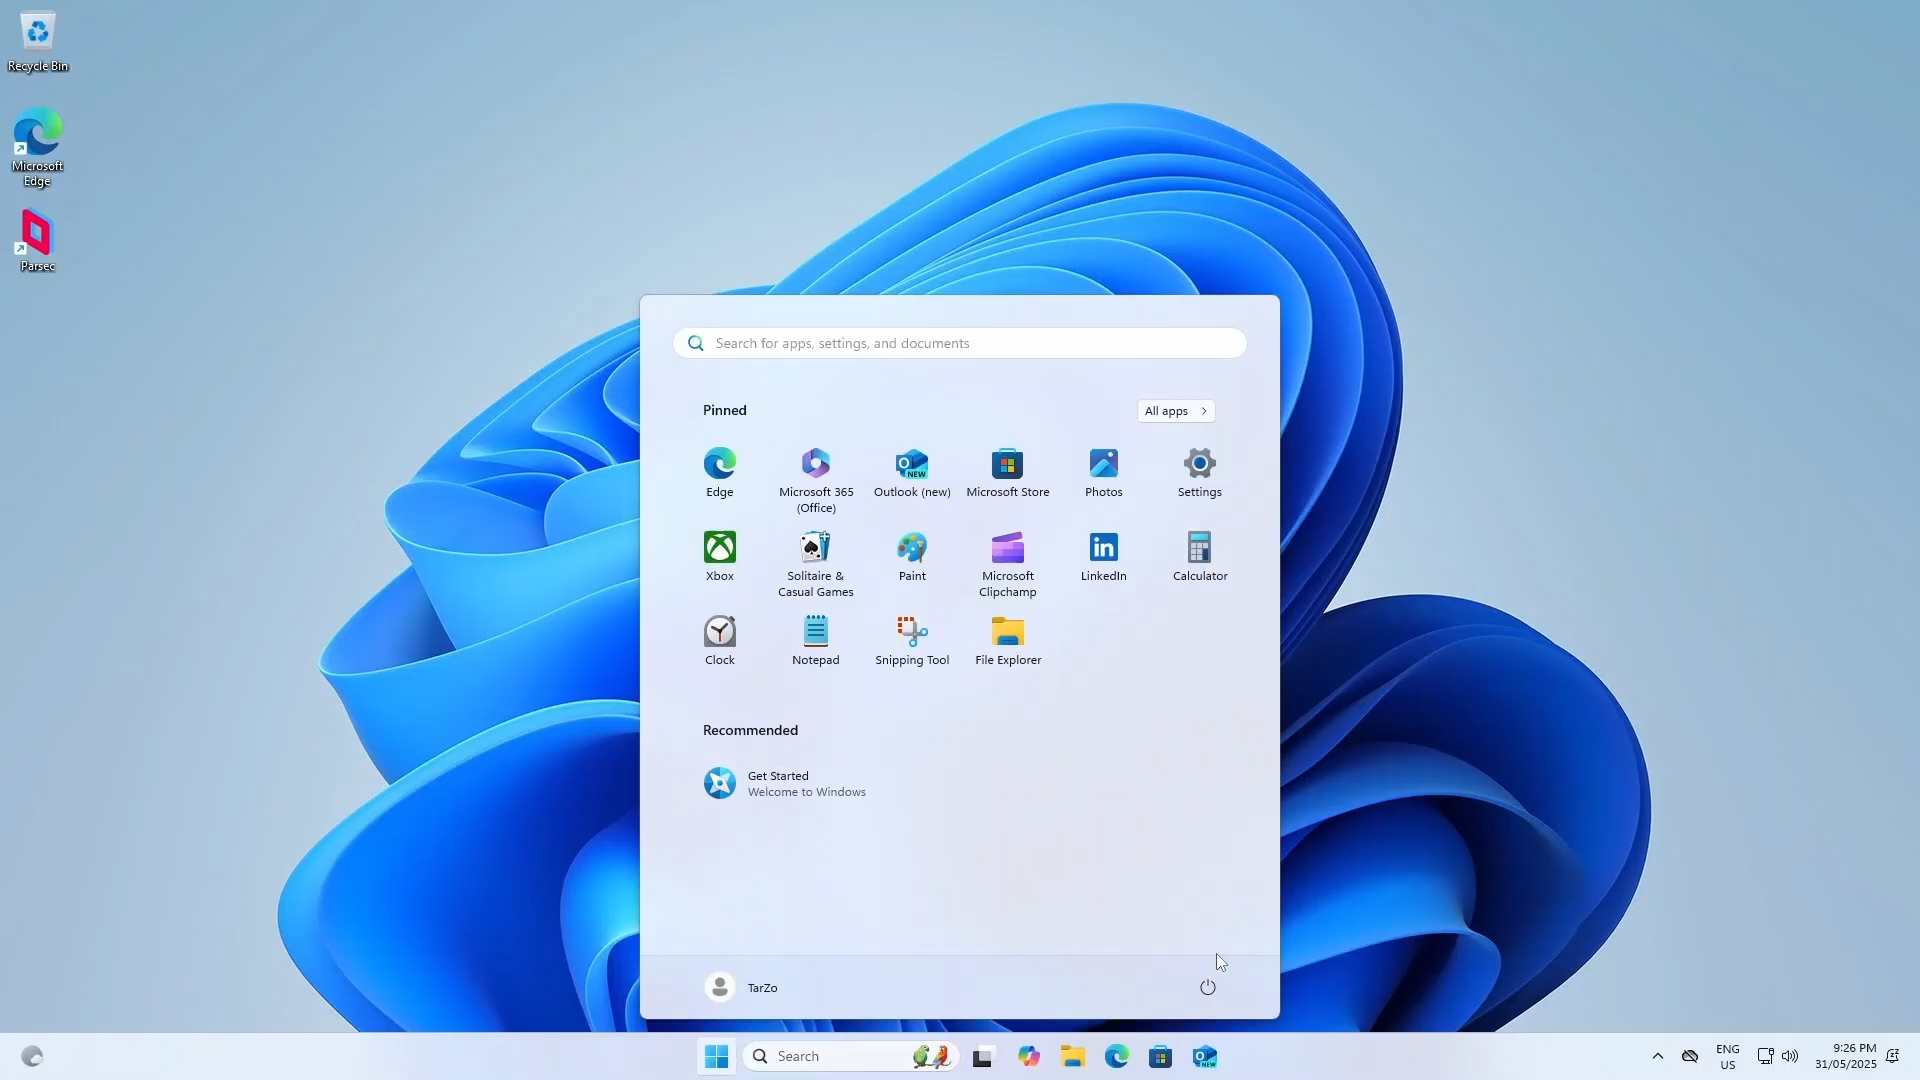 Recycle Bin
Microsoft
Edge
Parsec
Search for apps, settings, and documents
Pinned
All apps
Edge
Microsoft 365
(Office)
Outlook (new)
Microsoft Store
Photos
Settings
Xbox
Solitaire &
Casual Games
Paint
Microsoft
Clipchamp
LinkedIn
Calculator
Clock
Notepad
Snipping Tool
File Explorer
Recommended
Get Started
Welcome to Windows
TarZo
Search
ENG
US
9:26 PM
31/05/2025